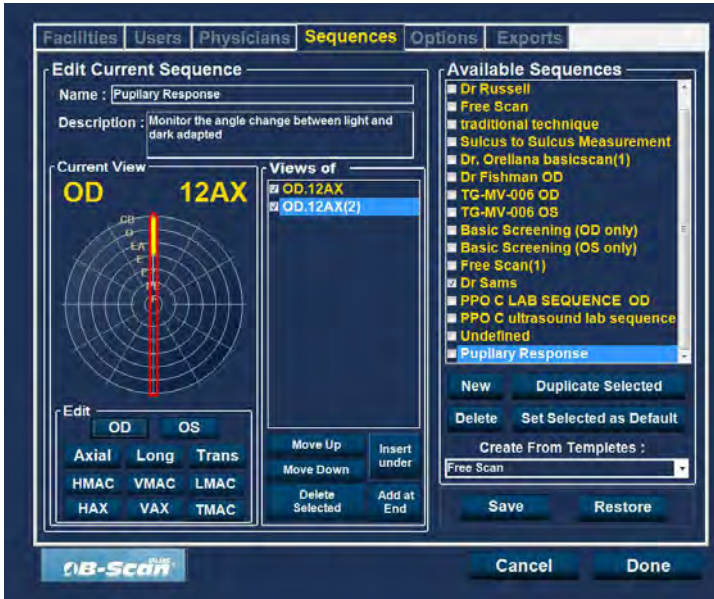 Facilities Users Physicians Sequences Options Exports
Edit Current Sequence
Name : Pupilary Response
Description : Monitor the angle change between light and
dark adapted
Current View
OD 12AX
CB
O
LA
E
Views of
OD.12AX
OD.12AX(2)
Edit
OD OS
Axial Long Trans
HMAC VMAC LMAC
HAX VAX TMAC
Move Up
Move Down
Insert
under
Delete
Selected
Add at
End
Available Sequences
Dr Russell
Free Scan
traditional technique
Sulcus to Sulcus Measurement
Dr. Orellana basicscan(1)
Dr Fishman OD
TG-MV-006 OD
TG-MV-006 OS
Basic Screening (OD only)
Basic Screening (OS only)
Free Scan(1)
Dr Sams
PPO C LAB SEQUENCE OD
PPO C ultrasound lab sequence
Undefined
Pupilary Response
New Duplicate Selected
Delete Set Selected as Default
Create From Templetes :
Free Scan
Save Restore
B-Scan PLUS
Cancel Done